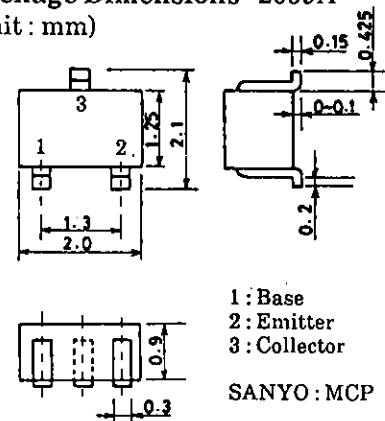 Package Dimensions 2059A
(unit : mm)
3
1 2
1.25
2.1
1.3
2.0
0.15
0.425
0~0.1
0.2
0.9
0.3
1 : Base
2 : Emitter
3 : Collector
SANYO : MCP